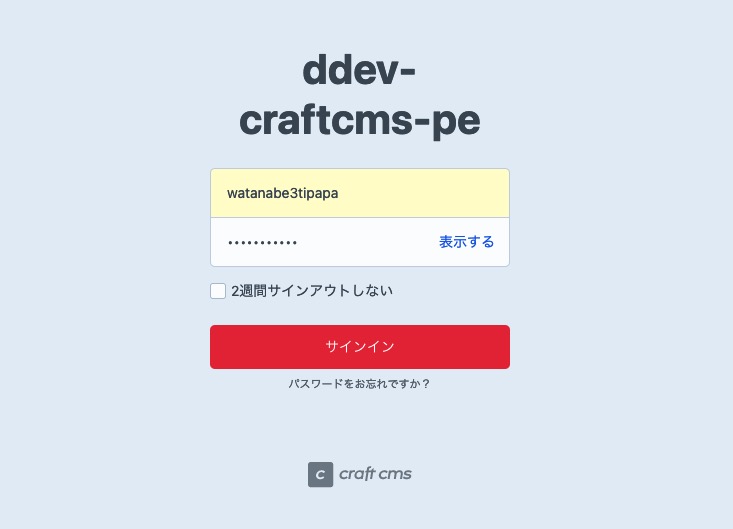 ddev-
craftcms-pe
watanabe3tipapa
•••••••••••
表示する
2週間サインアウトしない
サインイン
パスワードをお忘れですか？
c craft cms